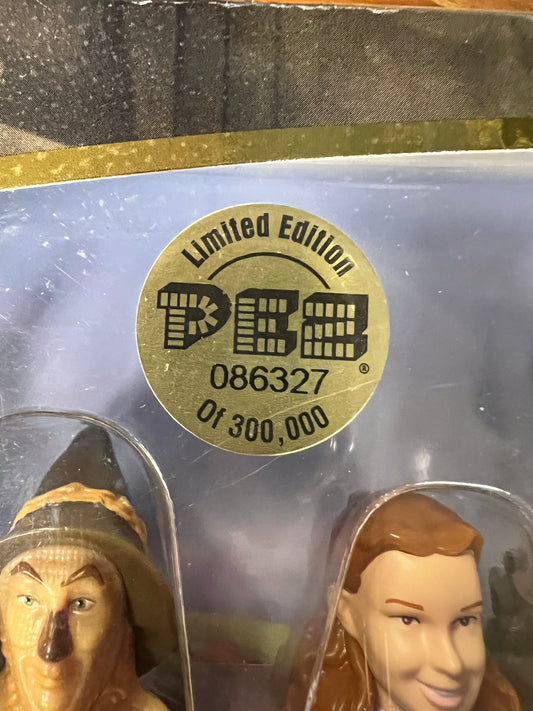 Limited Edition
PEZ
®
086327
Of 300,000